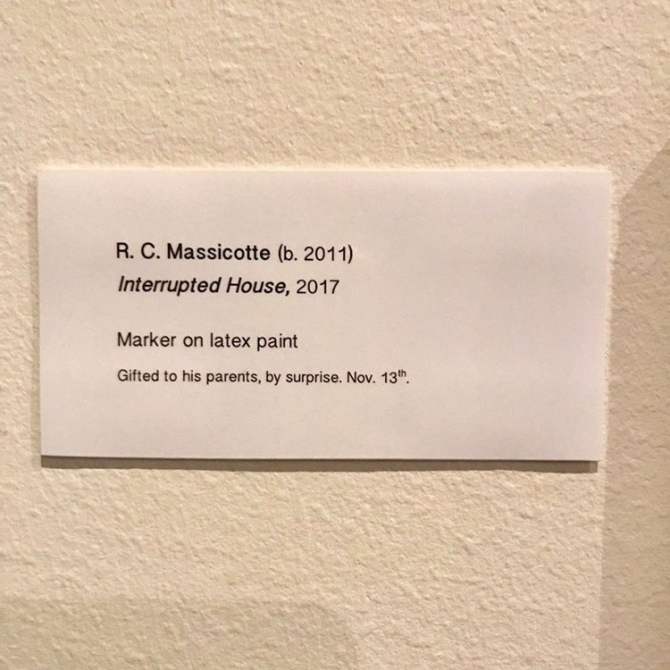 R. C. Massicotte (b. 2011)
Interrupted House, 2017
Marker on latex paint
Gifted to his parents, by surprise. Nov. 13th.